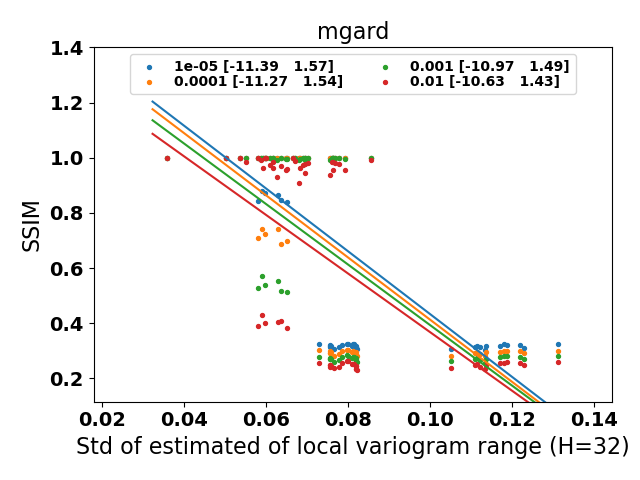 mgard
1e-05 [-11.39 1.57]
0.0001 [-11.27 1.54]
0.001 [-10.97 1.49]
0.01 [-10.63 1.43]
SSIM
1.4
1.2
1.0
0.8
0.6
0.4
0.2
0.02 0.04 0.06 0.08 0.10 0.12 0.14
Std of estimated of local variogram range (H=32)